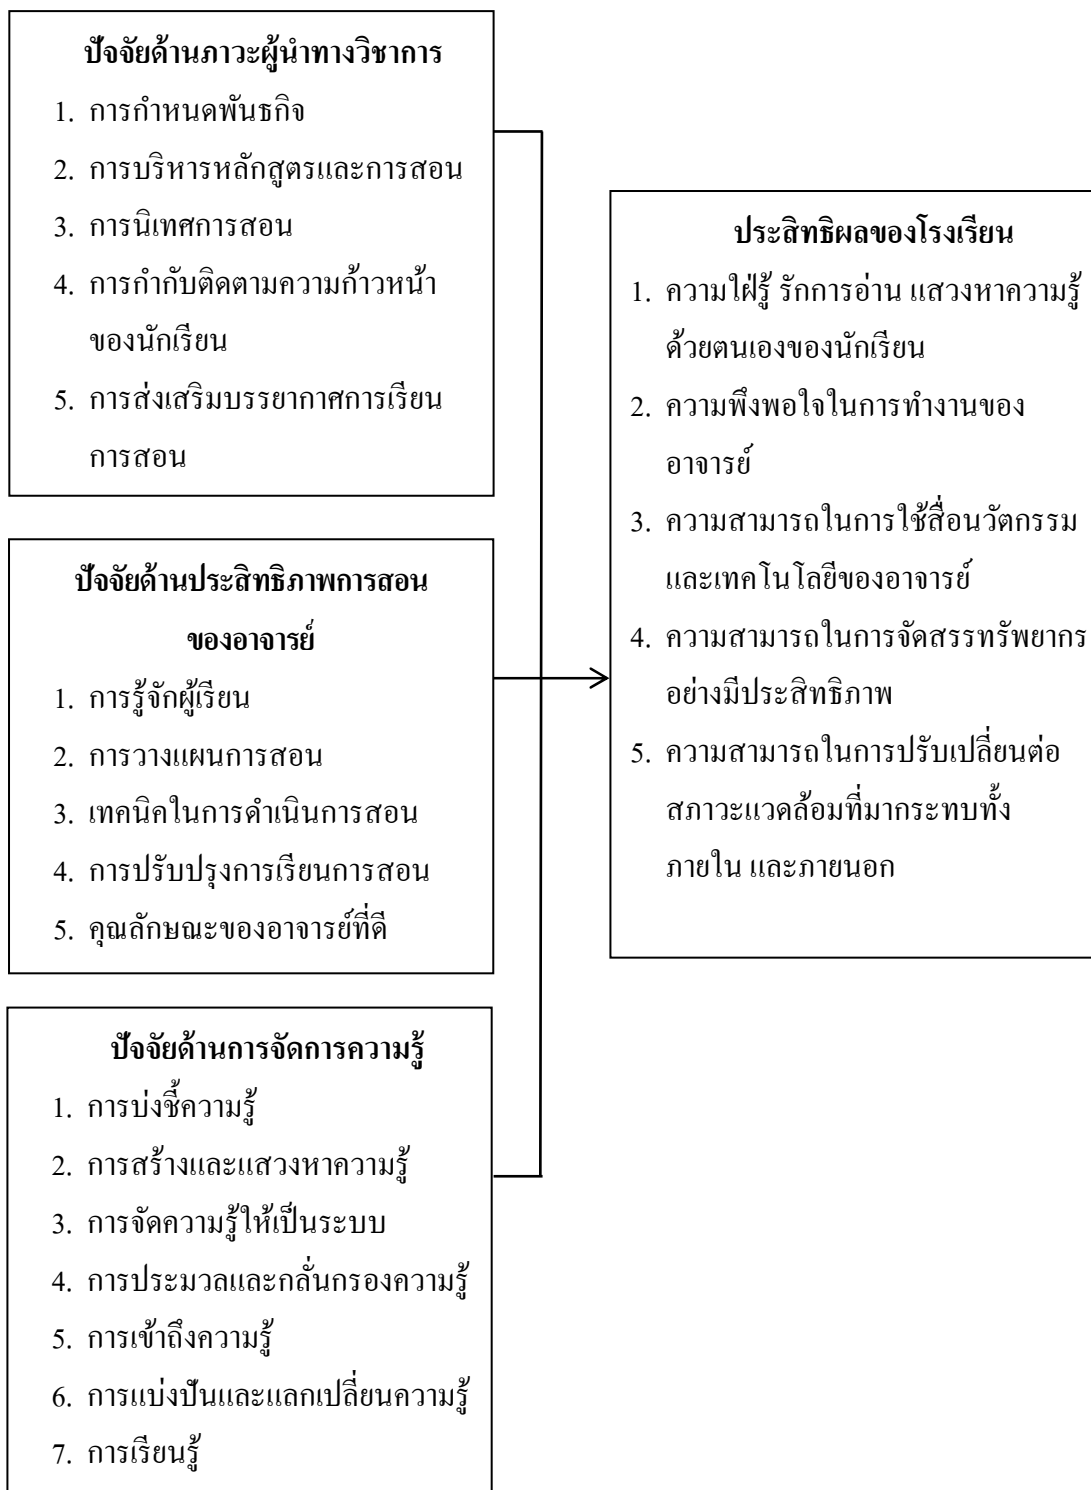 ปัจจัยด้านภาวะผู้นำทางวิชาการ
1. การกำหนดพันธกิจ
2. การบริหารหลักสูตรและการสอน
3. การนิเทศการสอน
4. การกำกับติดตามความก้าวหน้า
ของนักเรียน
5. การส่งเสริมบรรยากาศการเรียน
การสอน
ปัจจัยด้านประสิทธิภาพการสอน
ของอาจารย์
1. การรู้จักผู้เรียน
2. การวางแผนการสอน
3. เทคนิคในการดำเนินการสอน
4. การปรับปรุงการเรียนการสอน
5. คุณลักษณะของอาจารย์ที่ดี
ปัจจัยด้านการจัดการความรู้
1. การบ่งชี้ความรู้
2. การสร้างและแสวงหาความรู้
3. การจัดความรู้ให้เป็นระบบ
4. การประมวลและกลั่นกรองความรู้
5. การเข้าถึงความรู้
6. การแบ่งปันและแลกเปลี่ยนความรู้
7. การเรียนรู้
ประสิทธิผลของโรงเรียน
1. ความใฝ่รู้ รักการอ่าน แสวงหาความรู้
ด้วยตนเองของนักเรียน
2. ความพึงพอใจในการทำงานของ
อาจารย์
3. ความสามารถในการใช้สื่อนวัตกรรม
และเทคโนโลยีของอาจารย์
4. ความสามารถในการจัดสรรทรัพยากร
อย่างมีประสิทธิภาพ
5. ความสามารถในการปรับเปลี่ยนต่อ
สภาวะแวดล้อมที่มากระทบทั้ง
ภายใน และภายนอก